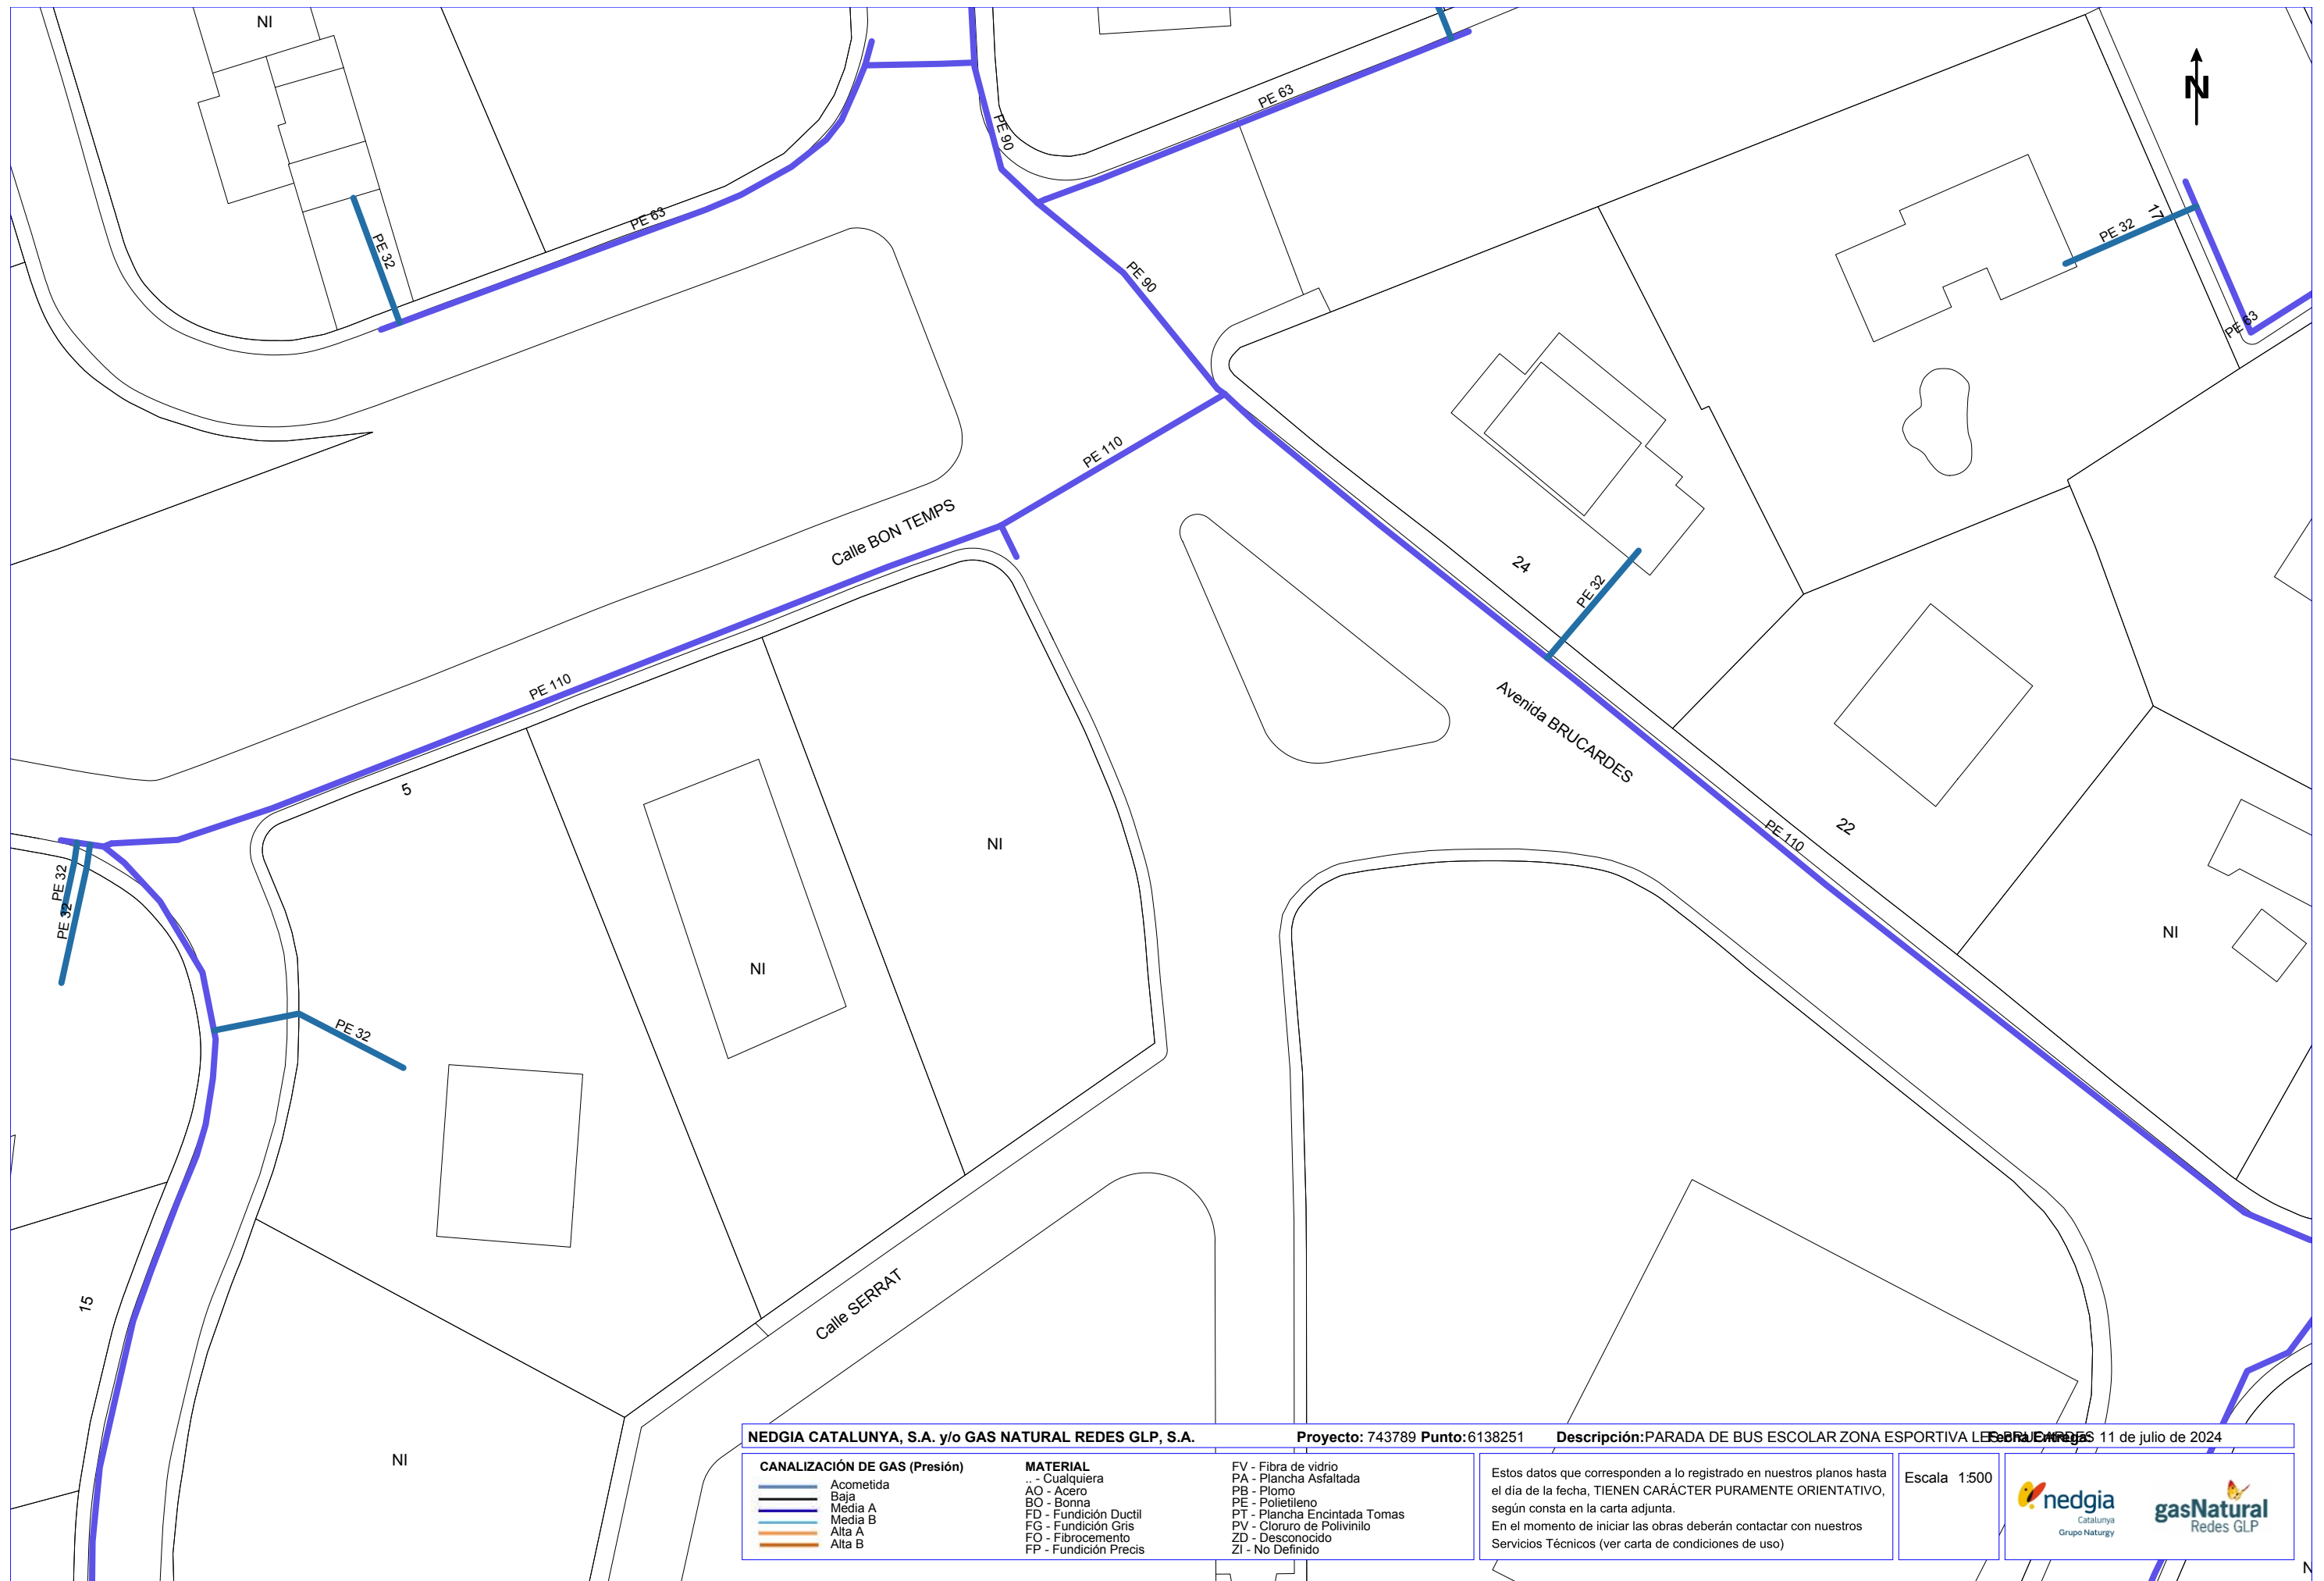 NI
N
PE 63
PE 90
17
PE 32
PE 63
PE 32
PE 90
PE 63
PE 110
Calle BON TEMPS
24
PE 32
PE 110
Avenida BRUCARDES
5
22
PE 110
NI
PE 32
PE 32
NI
NI
PE 32
15
Calle SERRAT
NI
NEDGIA CATALUNYA, S.A. y/o GAS NATURAL REDES GLP, S.A. Proyecto: 743789 Punto: 6138251 Descripción: PARADA DE BUS ESCOLAR ZONA ESPORTIVA LES BRUCARDES Fecha Entrega: 11 de julio de 2024
CANALIZACIÓN DE GAS (Presión)
Acometida
Baja
Media A
Media B
Alta A
Alta B
MATERIAL
.. - Cualquiera
AO - Acero
BO - Bonna
FD - Fundición Ductil
FG - Fundición Gris
FO - Fibrocemento
FP - Fundición Precis
FV - Fibra de vidrio
PA - Plancha Asfaltada
PB - Plomo
PE - Polietileno
PT - Plancha Encintada Tomas
PV - Cloruro de Polivinilo
ZD - Desconocido
ZI - No Definido
Estos datos que corresponden a lo registrado en nuestros planos hasta
el día de la fecha, TIENEN CARÁCTER PURAMENTE ORIENTATIVO,
según consta en la carta adjunta.
En el momento de iniciar las obras deberán contactar con nuestros
Servicios Técnicos (ver carta de condiciones de uso)
Escala 1:500
nedgia
Catalunya
Grupo Naturgy
gasNatural
Redes GLP